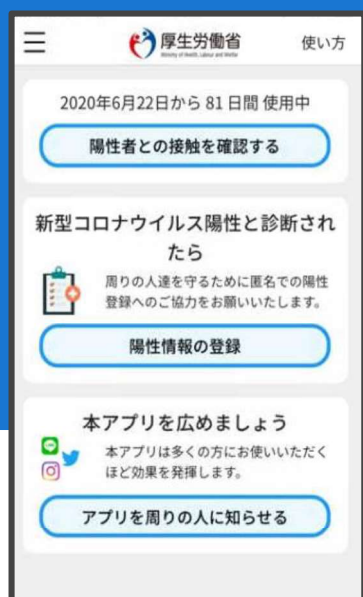 厚生労働省
使い方
Ministry of Health, Labour and Welfare
2020年6月22日から 81 日間 使用中
陽性者との接触を確認する
新型コロナウイルス陽性と診断され
たら
周りの人達を守るために匿名での陽性
登録へのご協力をお願いいたします。
陽性情報の登録
本アプリを広めましょう
本アプリは多くの方にお使いいただく
ほど効果を発揮します。
アプリを周りの人に知らせる